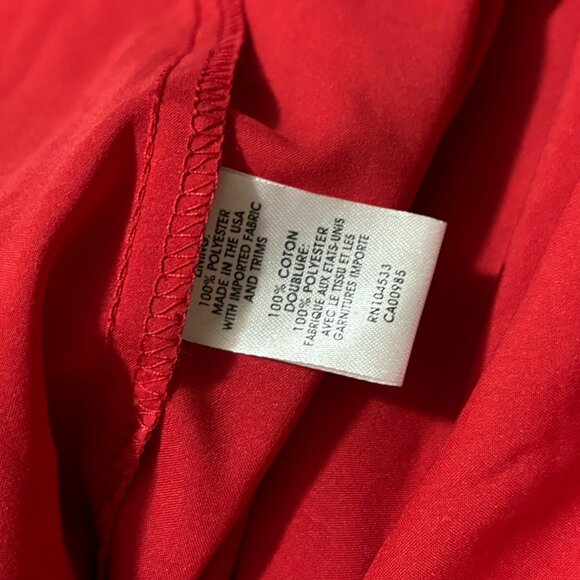 LINING:
100% POLYESTER
MADE IN THE USA
WITH IMPORTED FABRIC
AND TRIMS
100% COTON
DOUBLURE:
100% POLYESTER
FABRIQUE AUX ETATS-UNIS
AVEC LE TISSU ET LES
GARNITURES IMPORTE
RN104533
CA00985